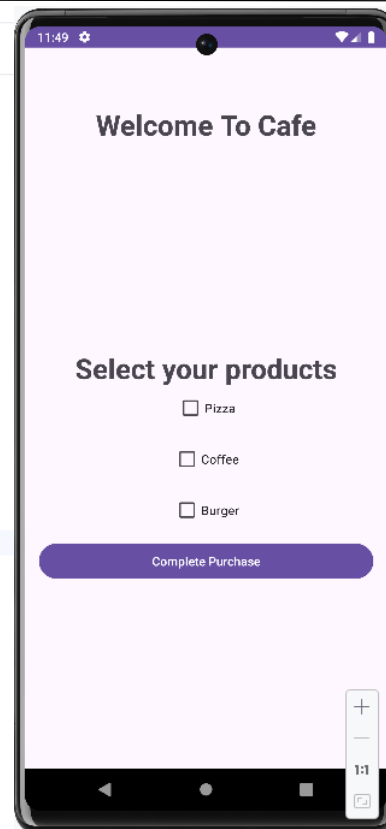 11:49
Welcome To Cafe
Select your products
Pizza
Coffee
Burger
Complete Purchase
1:1